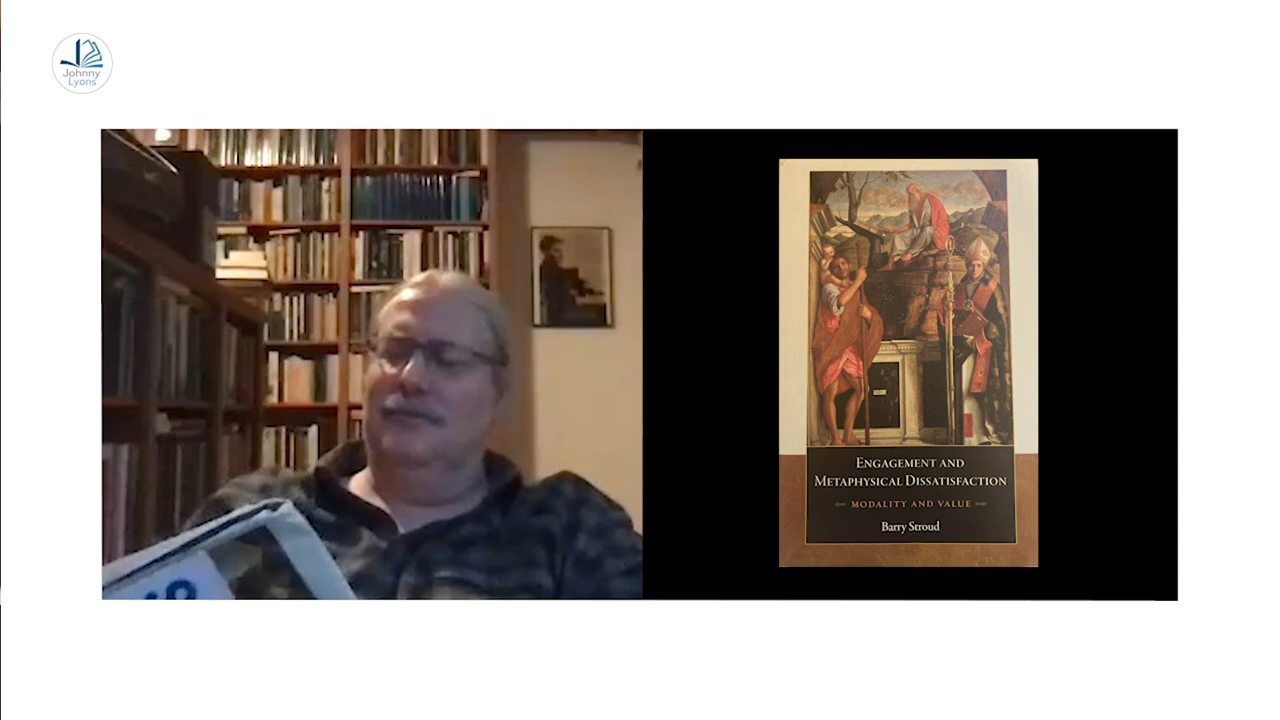 Johnny
Lyons
ENGAGEMENT AND
METAPHYSICAL DISSATISFACTION
MODALITY AND VALUE
Barry Stroud